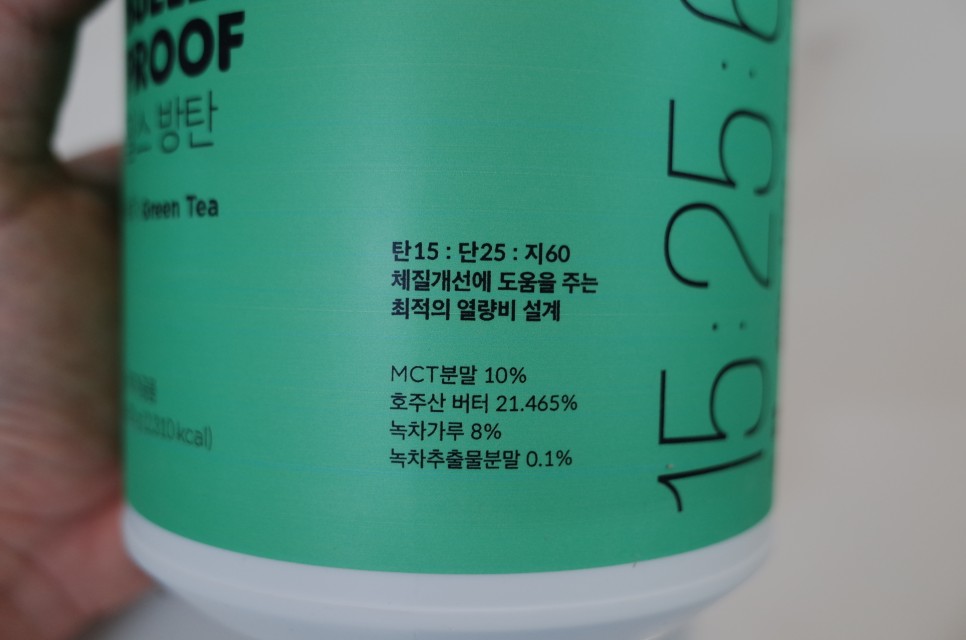 PROOF
방탄
Green Tea
2,310kcal)
탄15 : 단25 : 지60
체질개선에 도움을 주는
최적의 열량비 설계
MCT분말 10%
호주산 버터 21.465%
녹차가루 8%
녹차추출물분말 0.1%
15 : 25 : 6